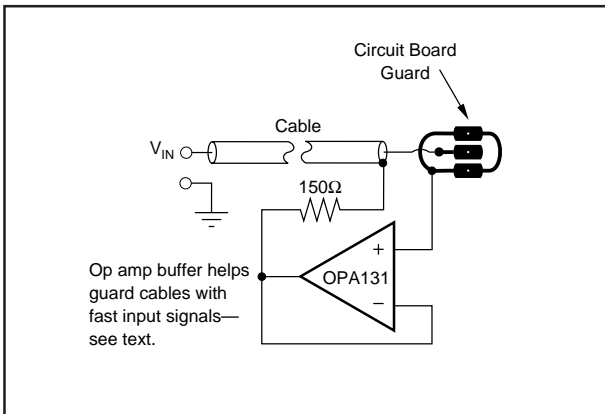 Circuit Board
Guard
Cable
V_IN
150Ω
+
OPA131
–
Op amp buffer helps
guard cables with
fast input signals—
see text.